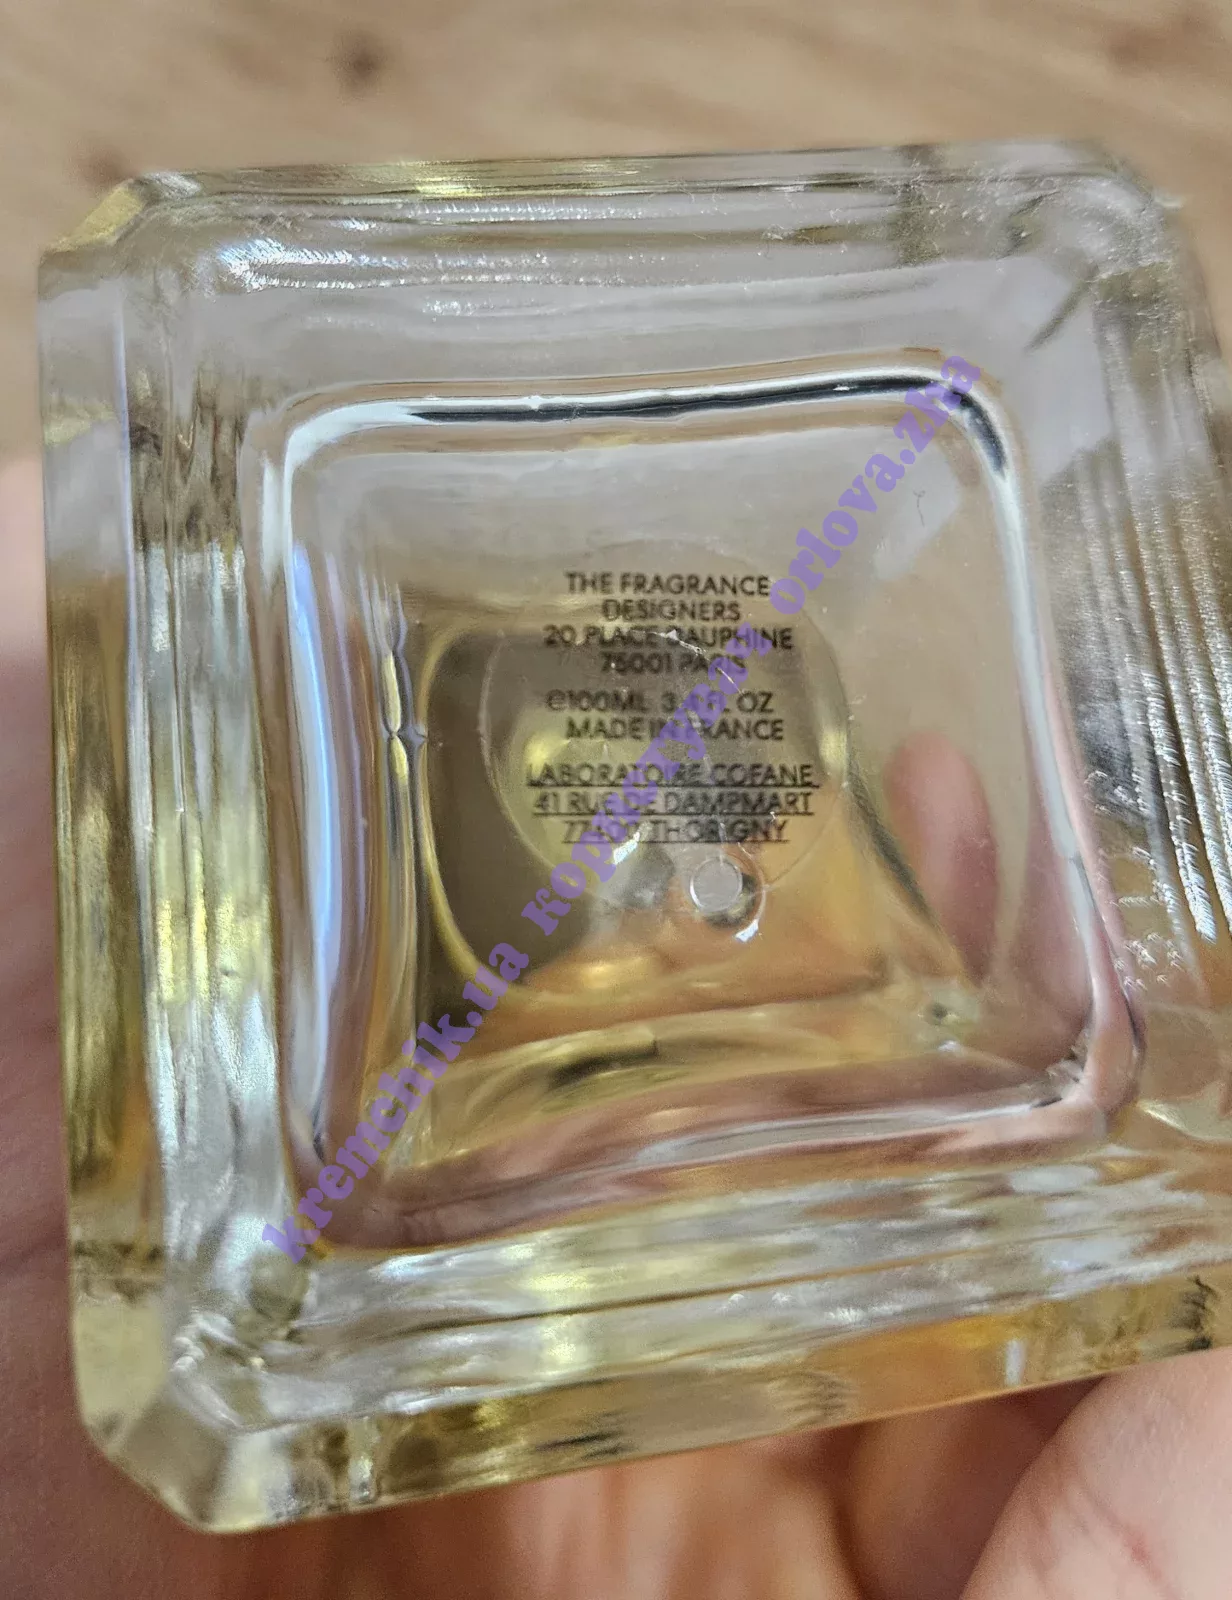 THE FRAGRANCE
DESIGNERS
20 PLACE DAUPHINE
75001 PARIS
℮100ML 3.4 FL OZ
MADE IN FRANCE
LABORATOIRE COFANE
41 RUE DE DAMPMART
THORIGNY
kremchik.ua копирути orlova.zha